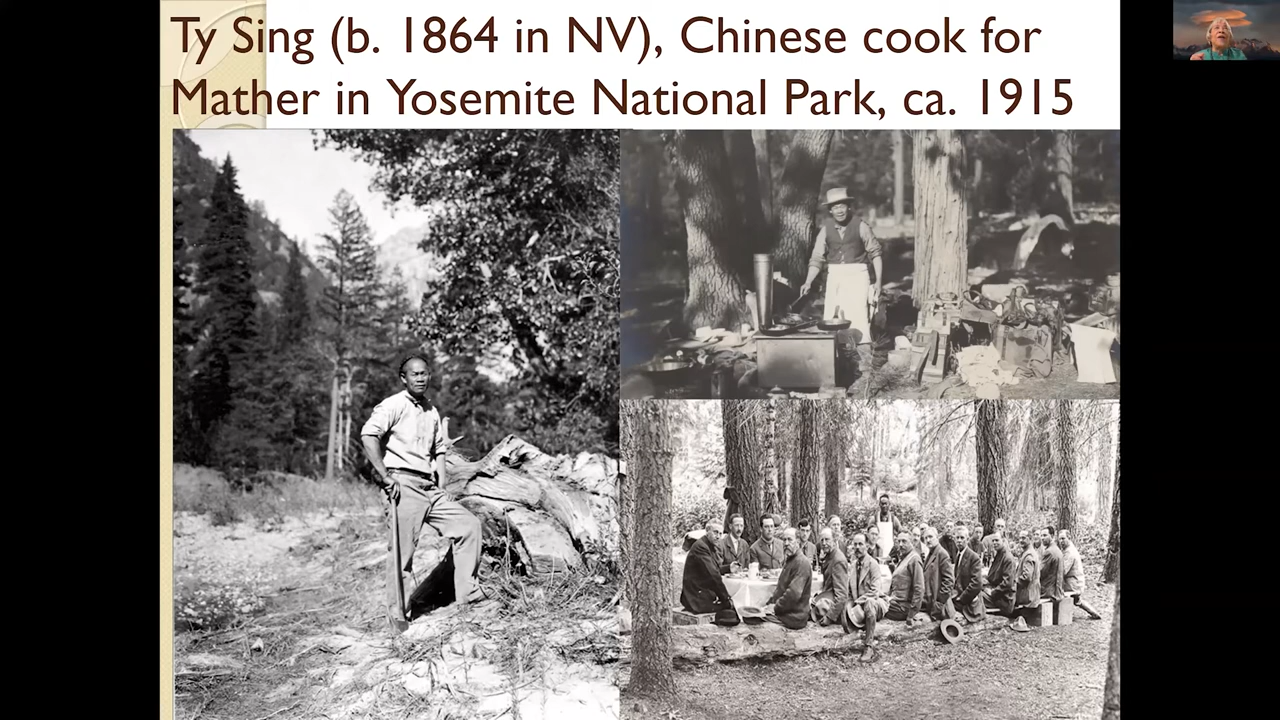 Ty Sing (b. 1864 in NV), Chinese cook for
Mather in Yosemite National Park, ca. 1915